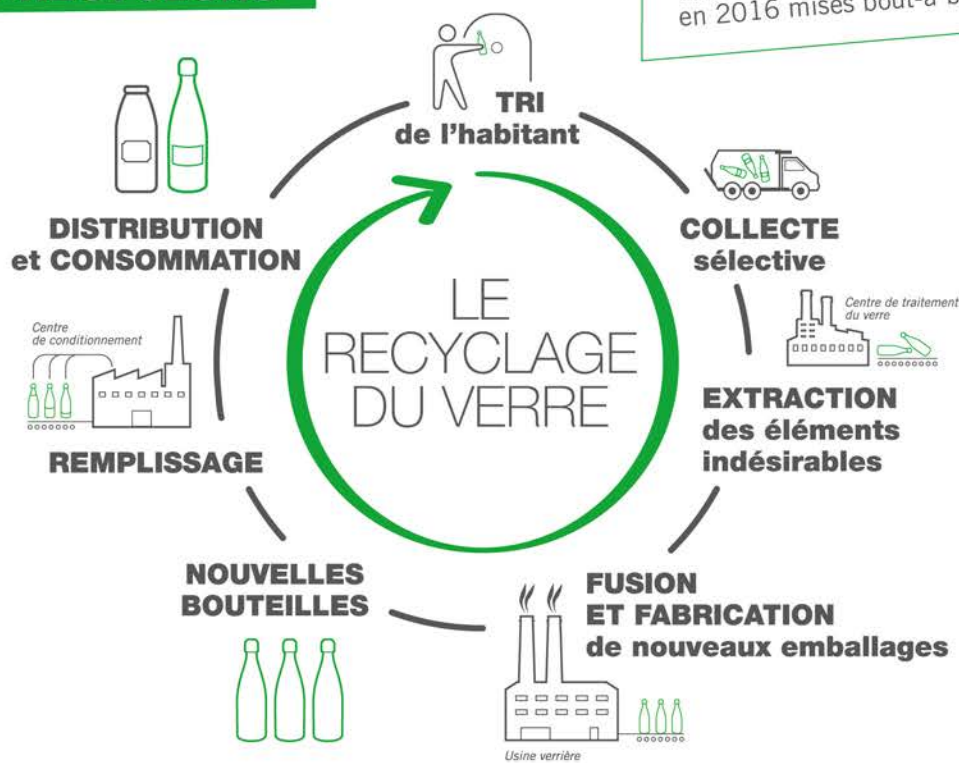 en 2016 mises bout-à
TRI
de l'habitant
COLLECTE
sélective
Centre de traitement
du verre
EXTRACTION
des éléments
indésirables
FUSION
ET FABRICATION
de nouveaux emballages
Usine verrière
NOUVELLES
BOUTEILLES
REMPLISSAGE
Centre
de conditionnement
DISTRIBUTION
et CONSOMMATION
LE
RECYCLAGE
DU VERRE